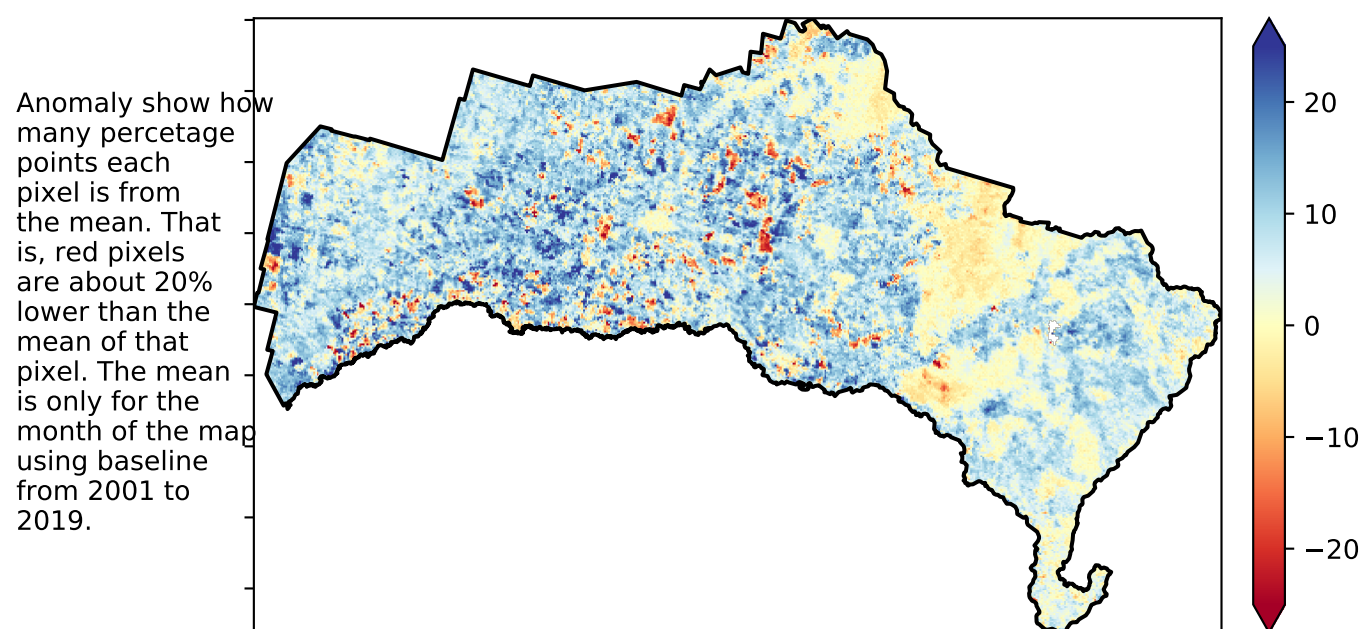 Anomaly show how
many percetage
points each
pixel is from
the mean. That
is, red pixels
are about 20%
lower than the
mean of that
pixel. The mean
is only for the
month of the map
using baseline
from 2001 to
2019.
20
10
0
−10
−20